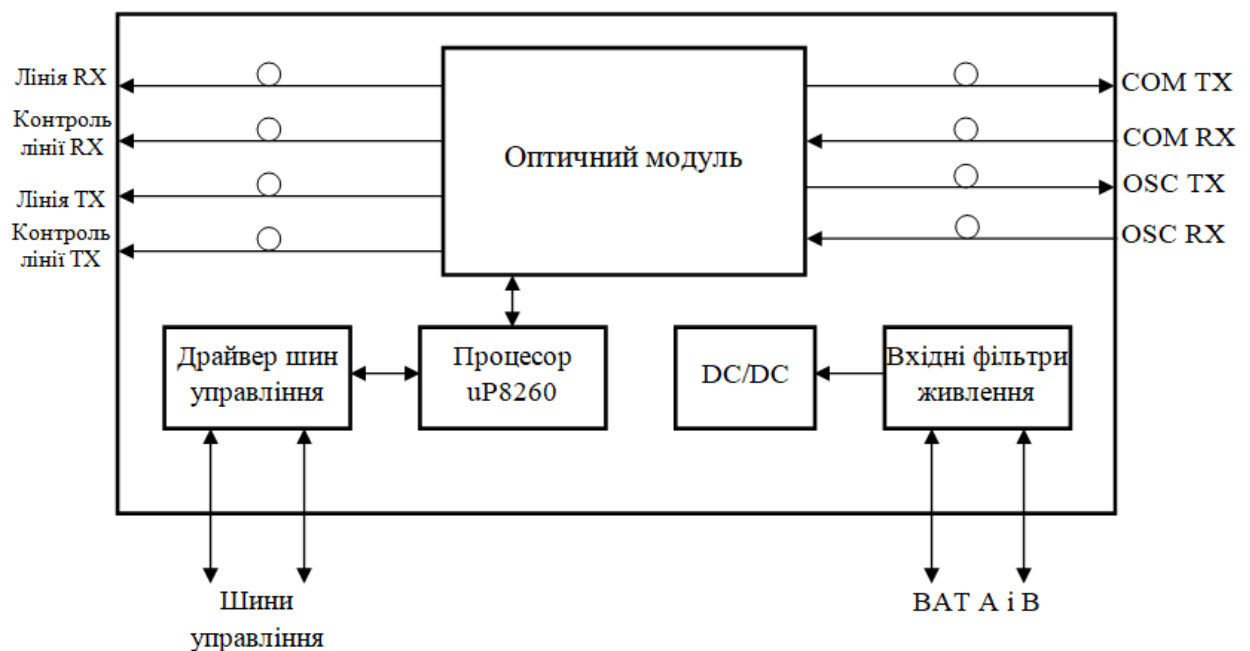 Лінія RX
Контроль
лінії RX
Лінія TX
Контроль
лінії TX
Оптичний модуль
COM TX
COM RX
OSC TX
OSC RX
Драйвер шин
управління
Процесор
uP8260
DC/DC
Вхідні фільтри
живлення
Шини
управління
BAT A і B